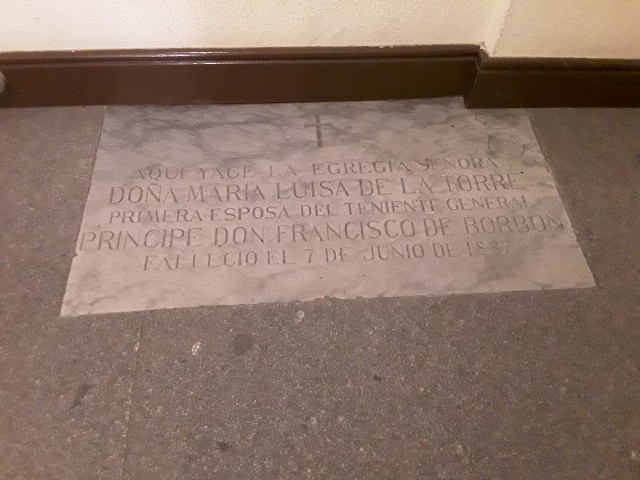 AQUI YACE LA EGREGIA SEÑORA
DOÑA MARIA LUISA DE LA TORRE
PRIMERA ESPOSA DEL TENIENTE GENERAL
PRINCIPE DON FRANCISCO DE BORBON
FALLECIO EL 7 DE JUNIO DE 1887